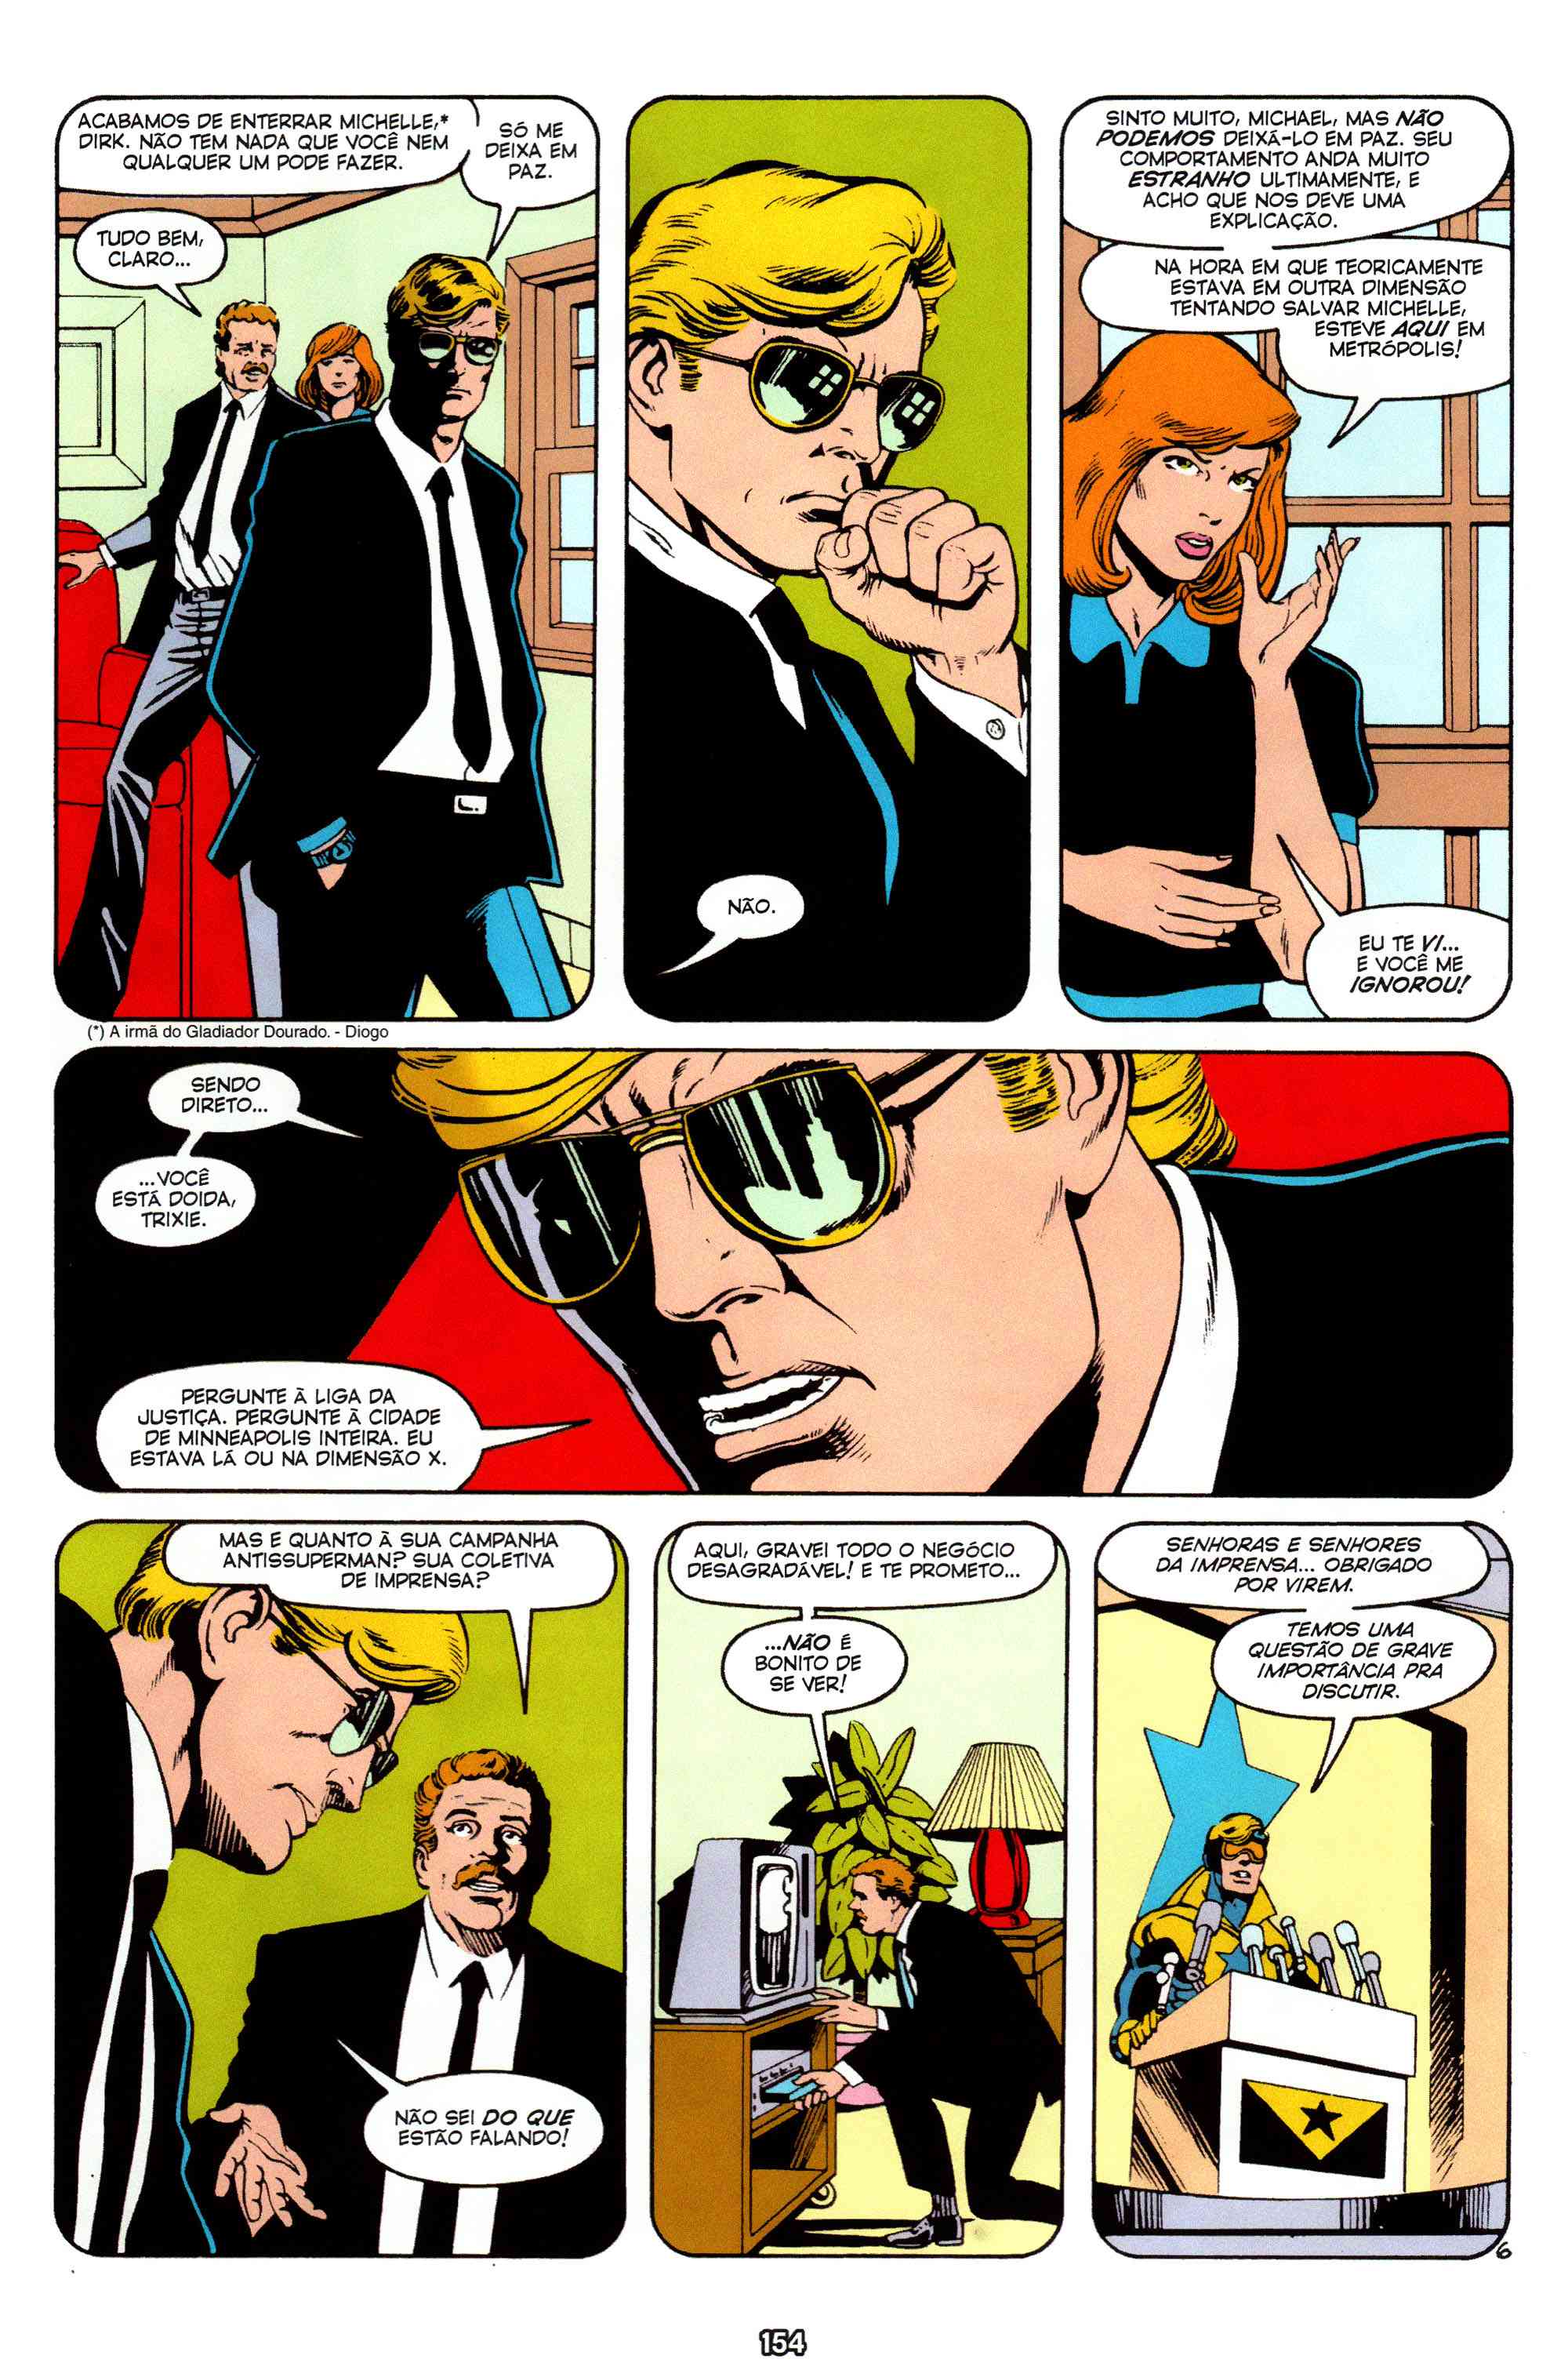 ACABAMOS DE ENTERRAR MICHELLE,*
DIRK. NÃO TEM NADA QUE VOCÊ NEM
QUALQUER UM PODE FAZER.
SÓ ME
DEIXA EM
PAZ.
TUDO BEM,
CLARO...
(*) A irmã do Gladiador Dourado. - Diogo
NÃO.
SINTO MUITO, MICHAEL, MAS NÃO
PODEMOS DEIXÁ-LO EM PAZ. SEU
COMPORTAMENTO ANDA MUITO
ESTRANHO ULTIMAMENTE, E
ACHO QUE NOS DEVE UMA
EXPLICAÇÃO.
NA HORA EM QUE TEORICAMENTE
ESTAVA EM OUTRA DIMENSÃO
TENTANDO SALVAR MICHELLE,
ESTEVE AQUI EM
METRÓPOLIS!
EU TE VI...
E VOCÊ ME
IGNOROU!
SENDO
DIRETO...
...VOCÊ
ESTÁ DOIDA,
TRIXIE.
PERGUNTE À LIGA DA
JUSTIÇA. PERGUNTE À CIDADE
DE MINNEAPOLIS INTEIRA. EU
ESTAVA LÁ OU NA DIMENSÃO X.
MAS E QUANTO À SUA CAMPANHA
ANTISSUPERMAN? SUA COLETIVA
DE IMPRENSA?
NÃO SEI DO QUE
ESTÃO FALANDO!
AQUI, GRAVEI TODO O NEGÓCIO
DESAGRADÁVEL! E TE PROMETO...
...NÃO É
BONITO DE
SE VER!
SENHORAS E SENHORES
DA IMPRENSA... OBRIGADO
POR VIREM.
TEMOS UMA
QUESTÃO DE GRAVE
IMPORTÂNCIA PRA
DISCUTIR.
6
154